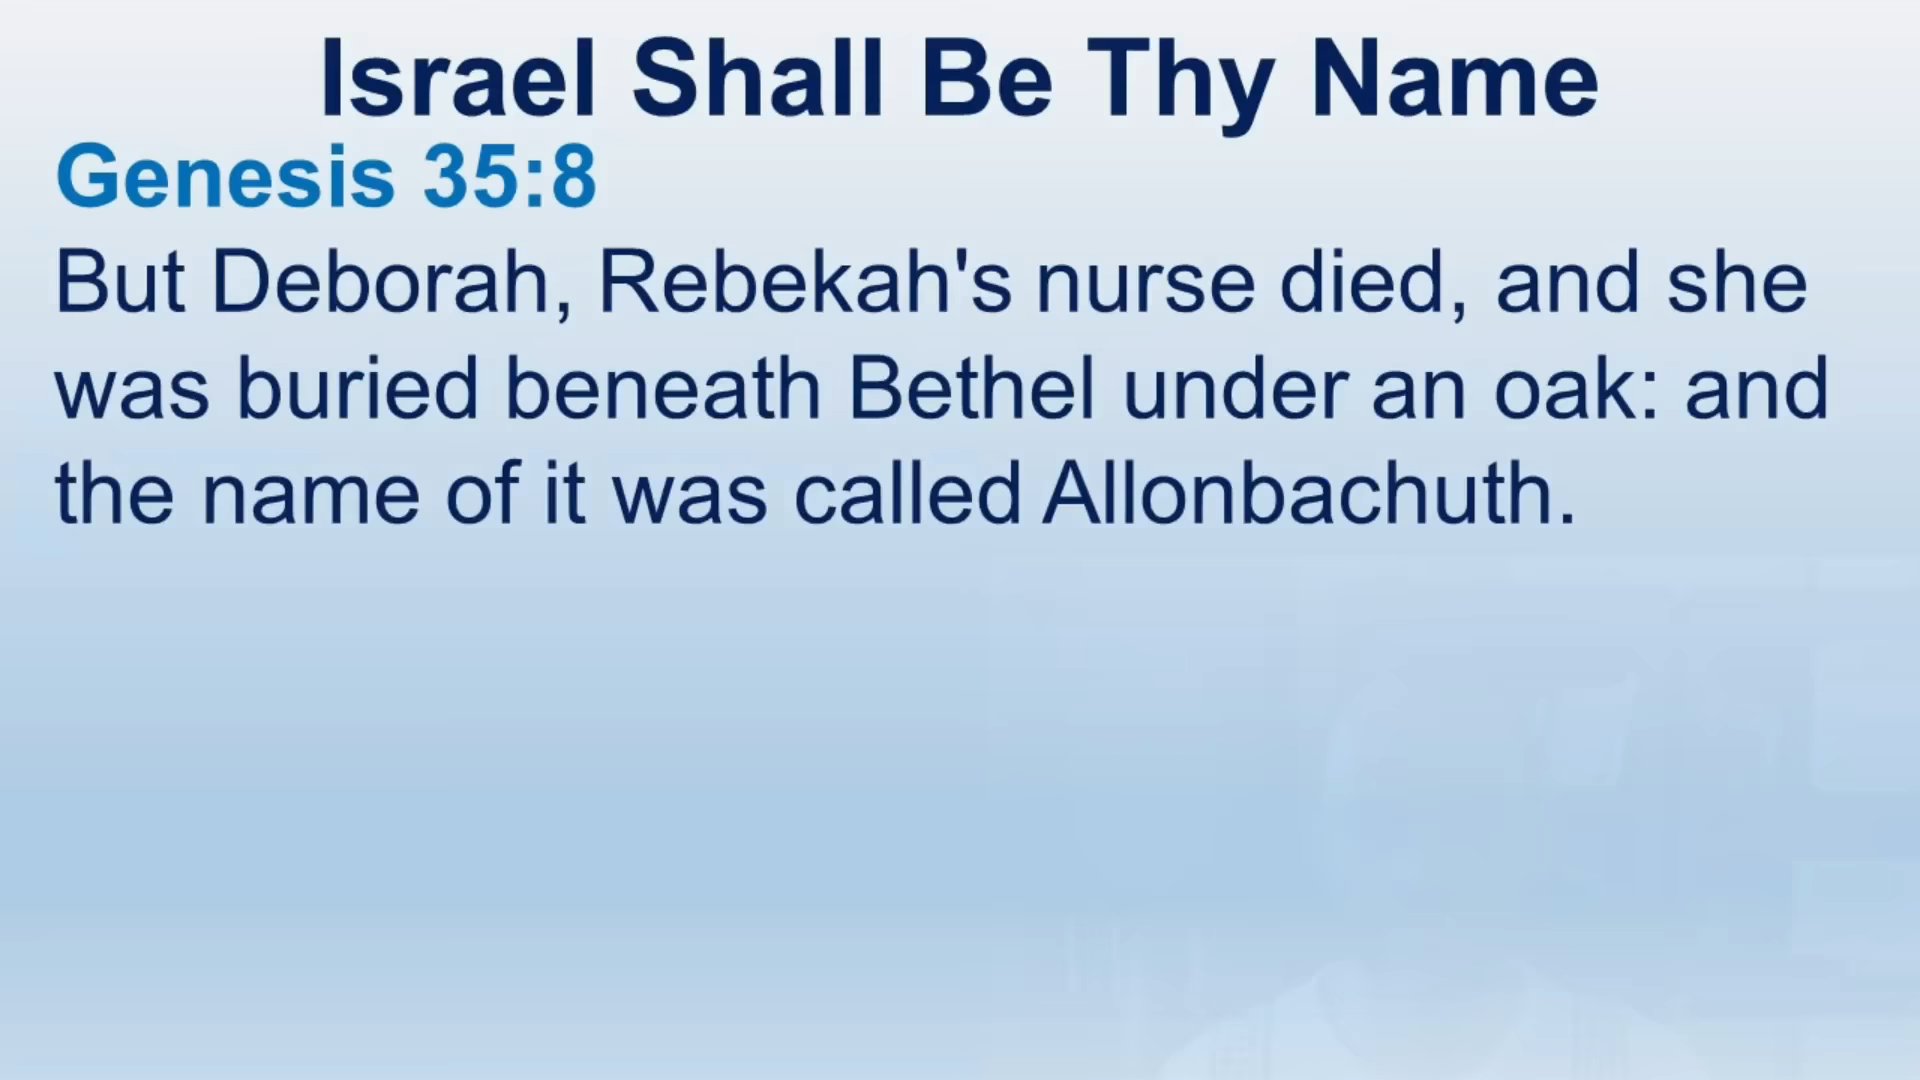 Israel Shall Be Thy Name
Genesis 35:8
But Deborah, Rebekah's nurse died, and she
was buried beneath Bethel under an oak: and
the name of it was called Allonbachuth.